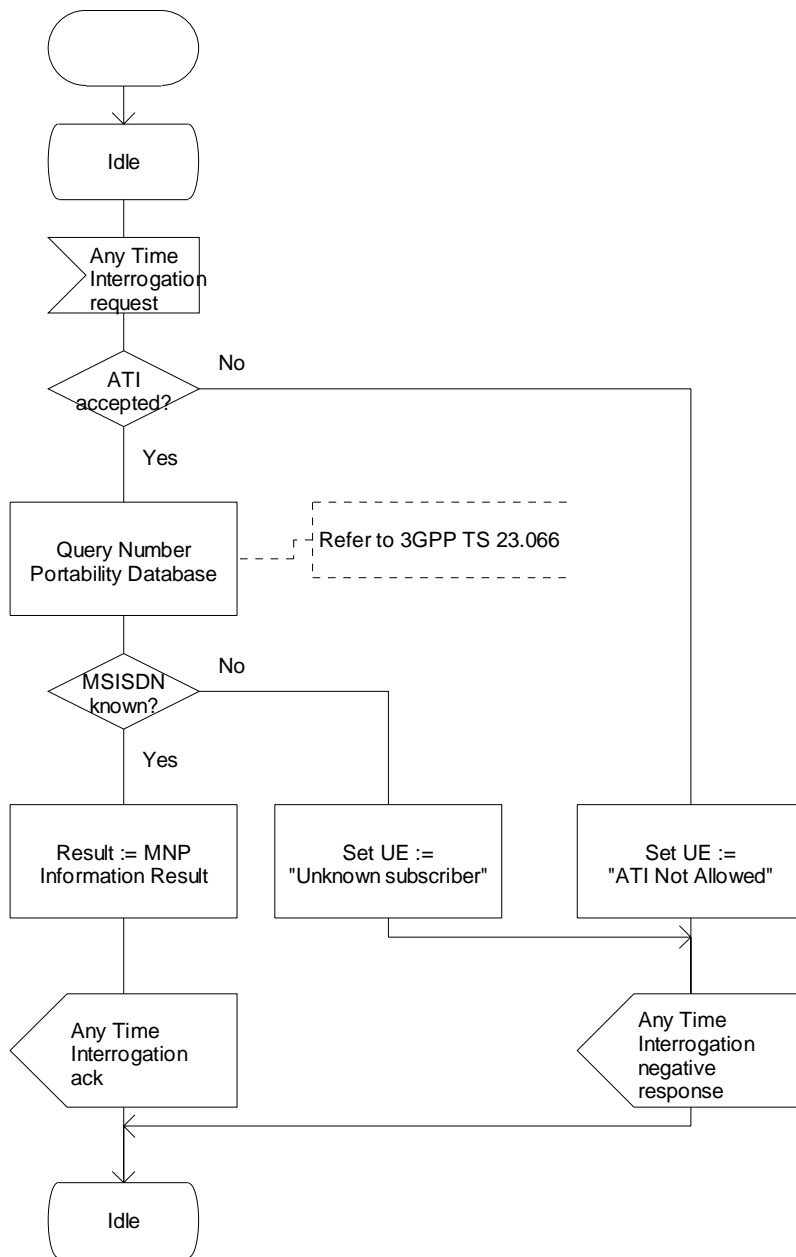 Idle
Any Time
Interrogation
request
No
ATI
accepted?
Yes
Query Number
Portability Database
Refer to 3GPP TS 23.066
No
MSISDN
known?
Yes
Result := MNP
Information Result
Set UE :=
"Unknown subscriber"
Set UE :=
"ATI Not Allowed"
Any Time
Interrogation
ack
Any Time
Interrogation
negative
response
Idle